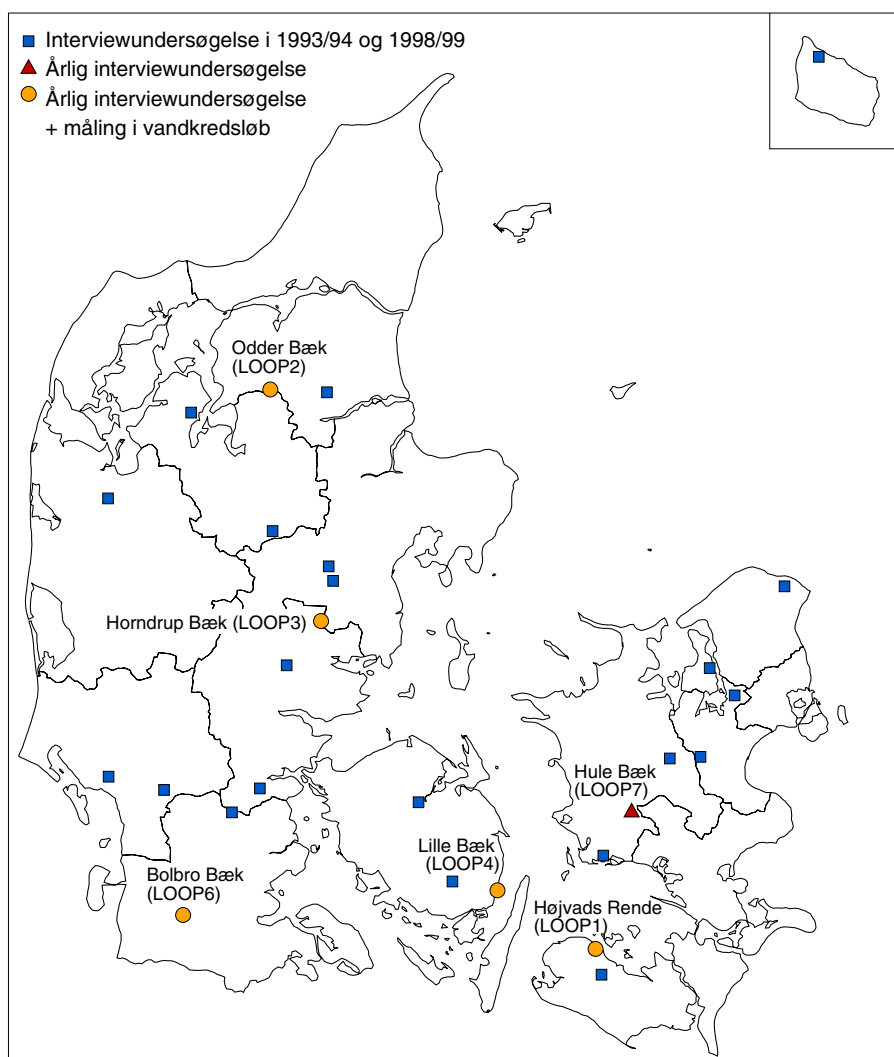 Interviewundersøgelse i 1993/94 og 1998/99
Årlig interviewundersøgelse
Årlig interviewundersøgelse
+ måling i vandkredsløb
Odder Bæk
(LOOP2)
Horndrup Bæk (LOOP3)
Hule Bæk
(LOOP7)
Lille Bæk
(LOOP4)
Bolbro Bæk
(LOOP6)
Højvads Rende
(LOOP1)